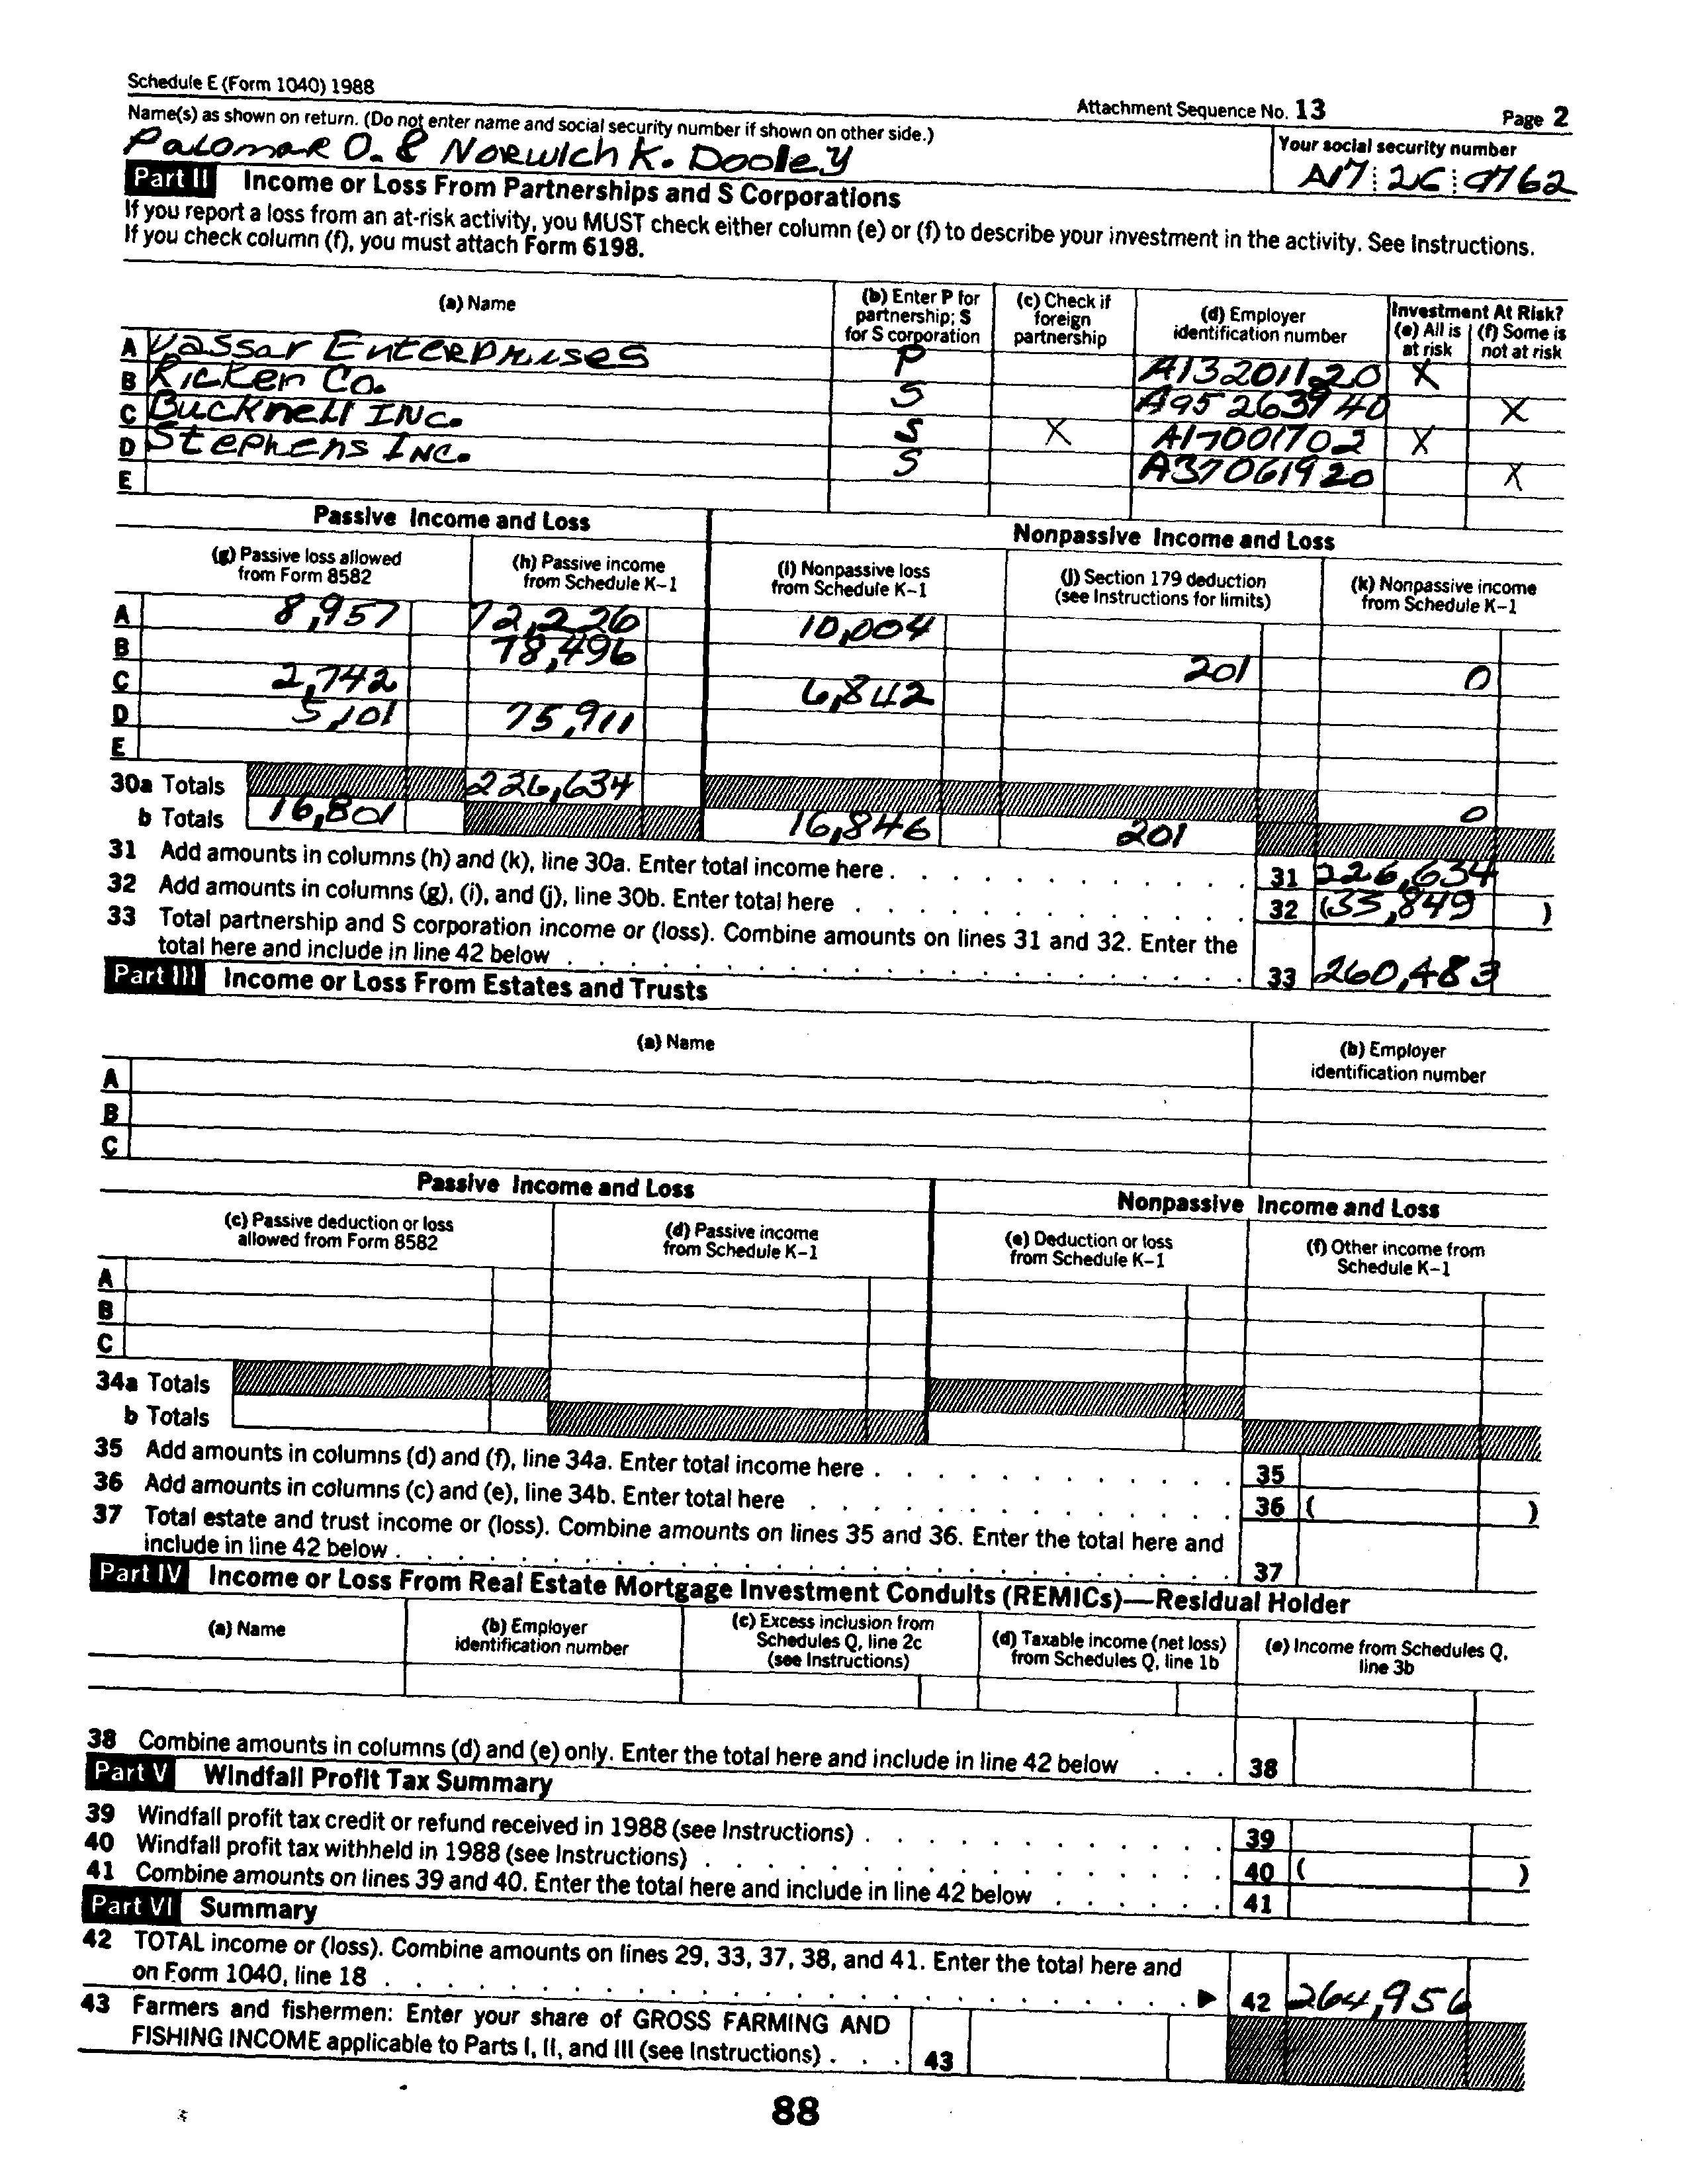 Schedule E (Form 1040) 1988
Attachment Sequence No. 13 Page 2
Name(s) as shown on return. (Do not enter name and social security number if shown on other side.)
Your social security number
Palomar O. & Norwich K. Dooley
Part II Income or Loss From Partnerships and S Corporations
If you report a loss from an at-risk activity, you MUST check either column (e) or (f) to describe your investment in the activity. See Instructions.
If you check column (f), you must attach Form 6198.
(a) Name
(b) Enter P for partnership; S for S corporation
(c) Check if foreign partnership
(d) Employer identification number
Investment At Risk?
(e) All is at risk
(f) Some is not at risk
A Vassar Enterprises P A13201120 X
B Ricker Co. S A95263940 X
C Bucknell Inc. S X A17001702 X
D Stephens Inc. S A37061920 X
E
Passive Income and Loss
Nonpassive Income and Loss
(g) Passive loss allowed from Form 8582
(h) Passive income from Schedule K-1
(i) Nonpassive loss from Schedule K-1
(j) Section 179 deduction (see Instructions for limits)
(k) Nonpassive income from Schedule K-1
A 8,957 72,226 10,004
B 78,496 201 0
C 2,742 6,842
D 5,101 75,911
E
30a Totals 226,634 0
b Totals 16,801 16,846 201
31 Add amounts in columns (h) and (k), line 30a. Enter total income here . 31 226,634
32 Add amounts in columns (g), (i), and (j), line 30b. Enter total here 32 (33,849 )
33 Total partnership and S corporation income or (loss). Combine amounts on lines 31 and 32. Enter the
total here and include in line 42 below 33 260,483
Part III Income or Loss From Estates and Trusts
(a) Name
(b) Employer identification number
A
B
C
Passive Income and Loss
Nonpassive Income and Loss
(c) Passive deduction or loss allowed from Form 8582
(d) Passive income from Schedule K-1
(e) Deduction or loss from Schedule K-1
(f) Other income from Schedule K-1
A
B
C
34a Totals
b Totals
35 Add amounts in columns (d) and (f), line 34a. Enter total income here . 35
36 Add amounts in columns (c) and (e), line 34b. Enter total here 36 ( )
37 Total estate and trust income or (loss). Combine amounts on lines 35 and 36. Enter the total here and
include in line 42 below . 37
Part IV Income or Loss From Real Estate Mortgage Investment Conduits (REMICs)—Residual Holder
(a) Name
(b) Employer identification number
(c) Excess inclusion from Schedules Q, line 2c (see Instructions)
(d) Taxable income (net loss) from Schedules Q, line 1b
(e) Income from Schedules Q, line 3b
38 Combine amounts in columns (d) and (e) only. Enter the total here and include in line 42 below . . . 38
Part V Windfall Profit Tax Summary
39 Windfall profit tax credit or refund received in 1988 (see Instructions) . 39
40 Windfall profit tax withheld in 1988 (see Instructions) . 40 ( )
41 Combine amounts on lines 39 and 40. Enter the total here and include in line 42 below . 41
Part VI Summary
42 TOTAL income or (loss). Combine amounts on lines 29, 33, 37, 38, and 41. Enter the total here and
on Form 1040, line 18 . ▶ 42 264,956
43 Farmers and fishermen: Enter your share of GROSS FARMING AND
FISHING INCOME applicable to Parts I, II, and III (see Instructions) . . . 43
88